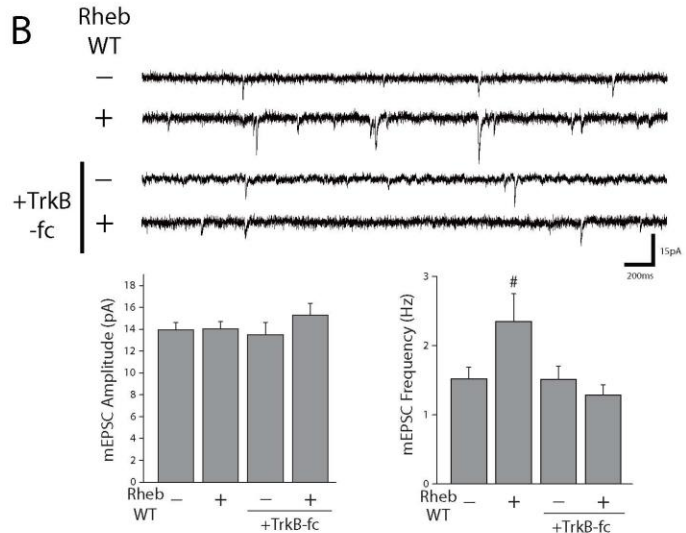 B
Rheb
WT
−
+
+TrkB
-fc
−
+
15pA
200ms
mEPSC Amplitude (pA)
18
16
14
12
10
8
6
4
2
0
Rheb
WT
− + − +
+TrkB-fc
mEPSC Frequency (Hz)
3
2
1
0
#
Rheb
WT
− + − +
+TrkB-fc